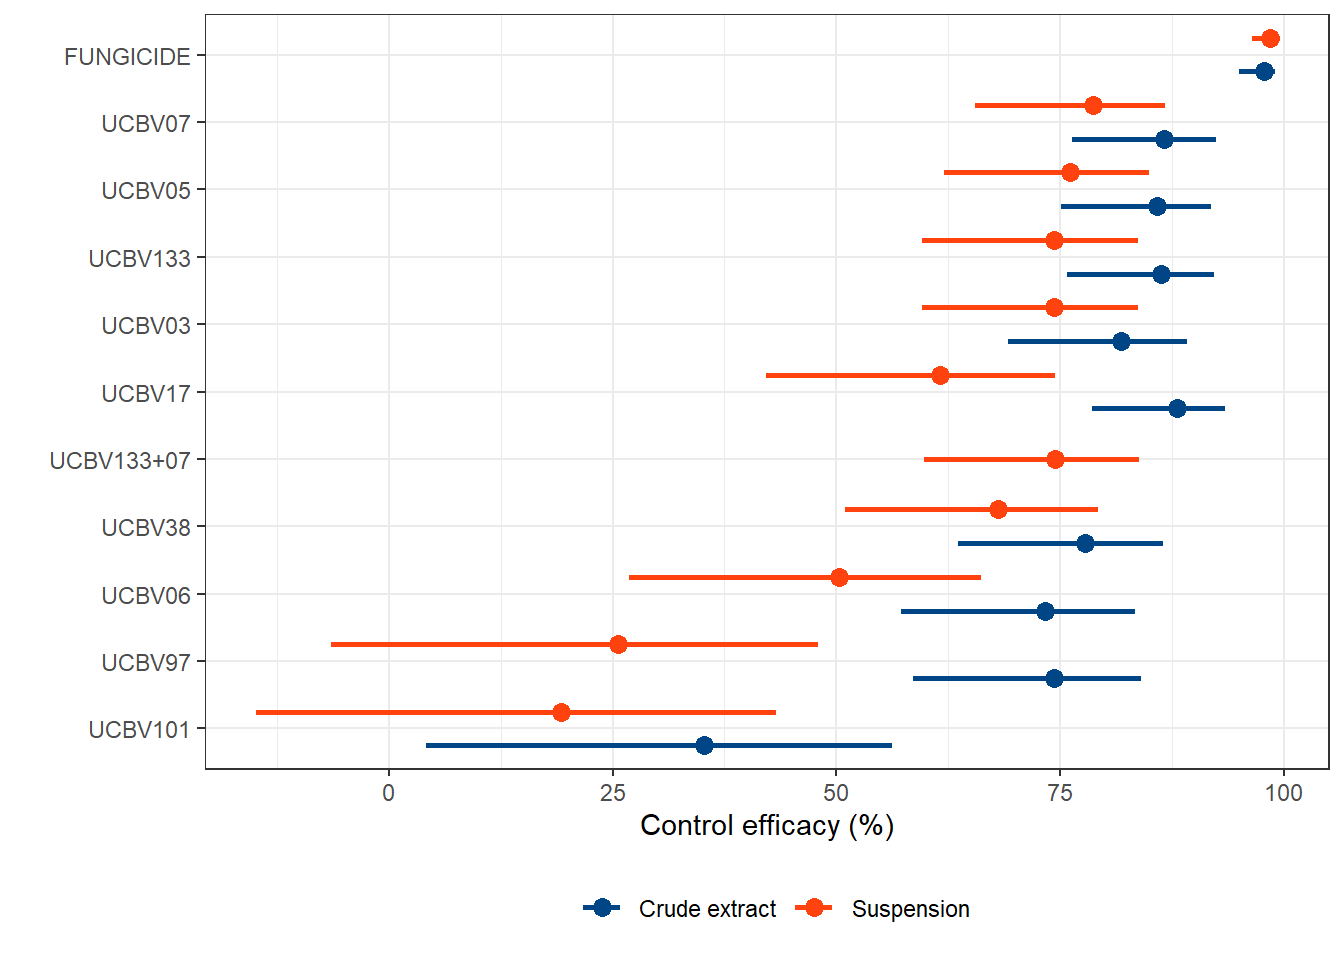 FUNGICIDE
UCBV07
UCBV05
UCBV133
UCBV03
UCBV17
UCBV133+07
UCBV38
UCBV06
UCBV97
UCBV101
0 25 50 75 100
Control efficacy (%)
Crude extract Suspension